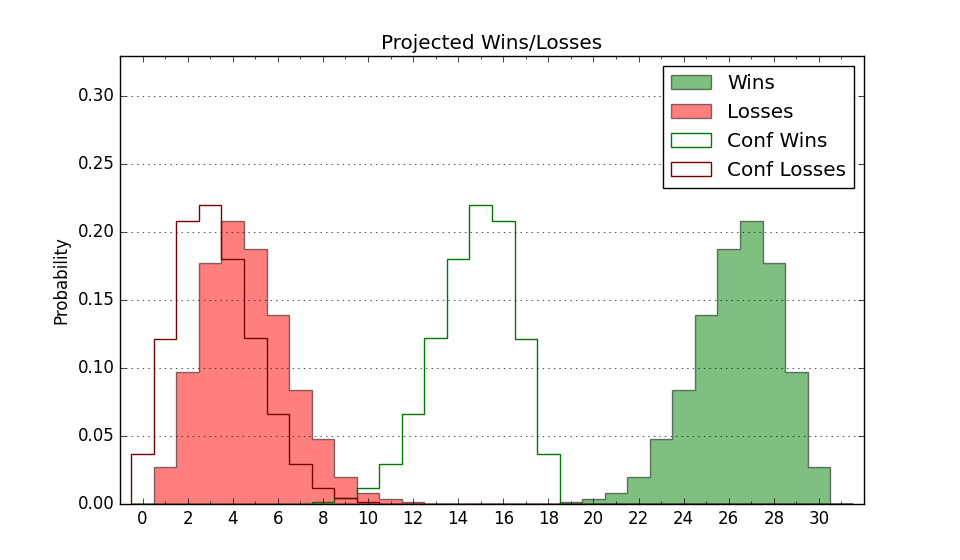 Projected Wins/Losses
Wins
Losses
Conf Wins
Conf Losses
Probability
0.30
0.25
0.20
0.15
0.10
0.05
0.00
0 2 4 6 8 10 12 14 16 18 20 22 24 26 28 30